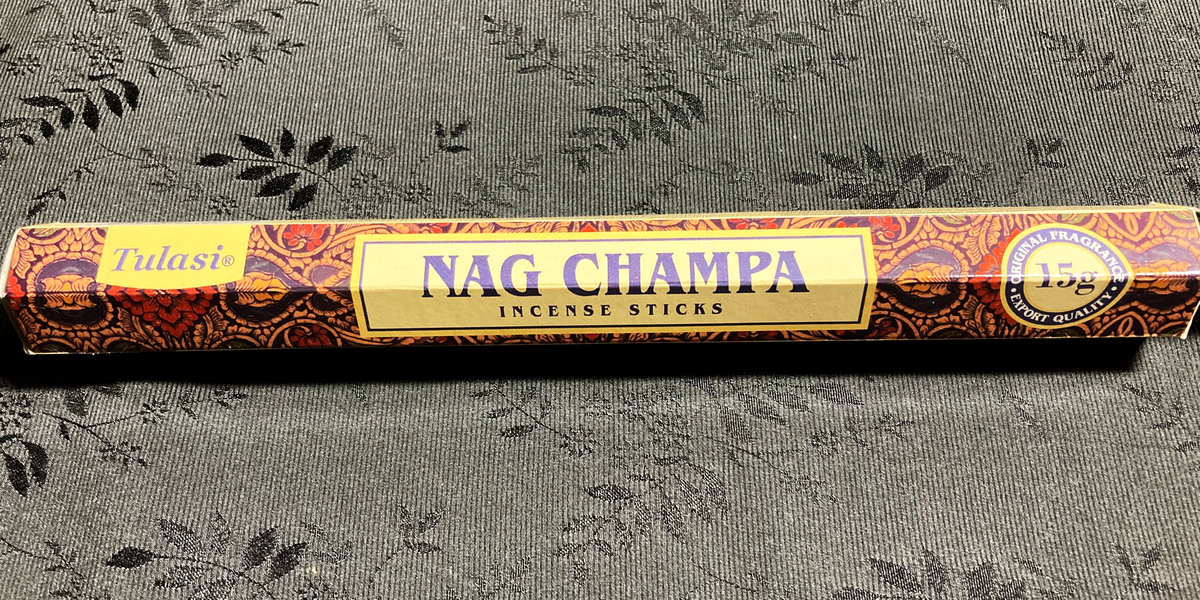 Tulasi®
NAG CHAMPA
INCENSE STICKS
ORIGINAL FRAGRANCE
15g
• EXPORT QUALITY •